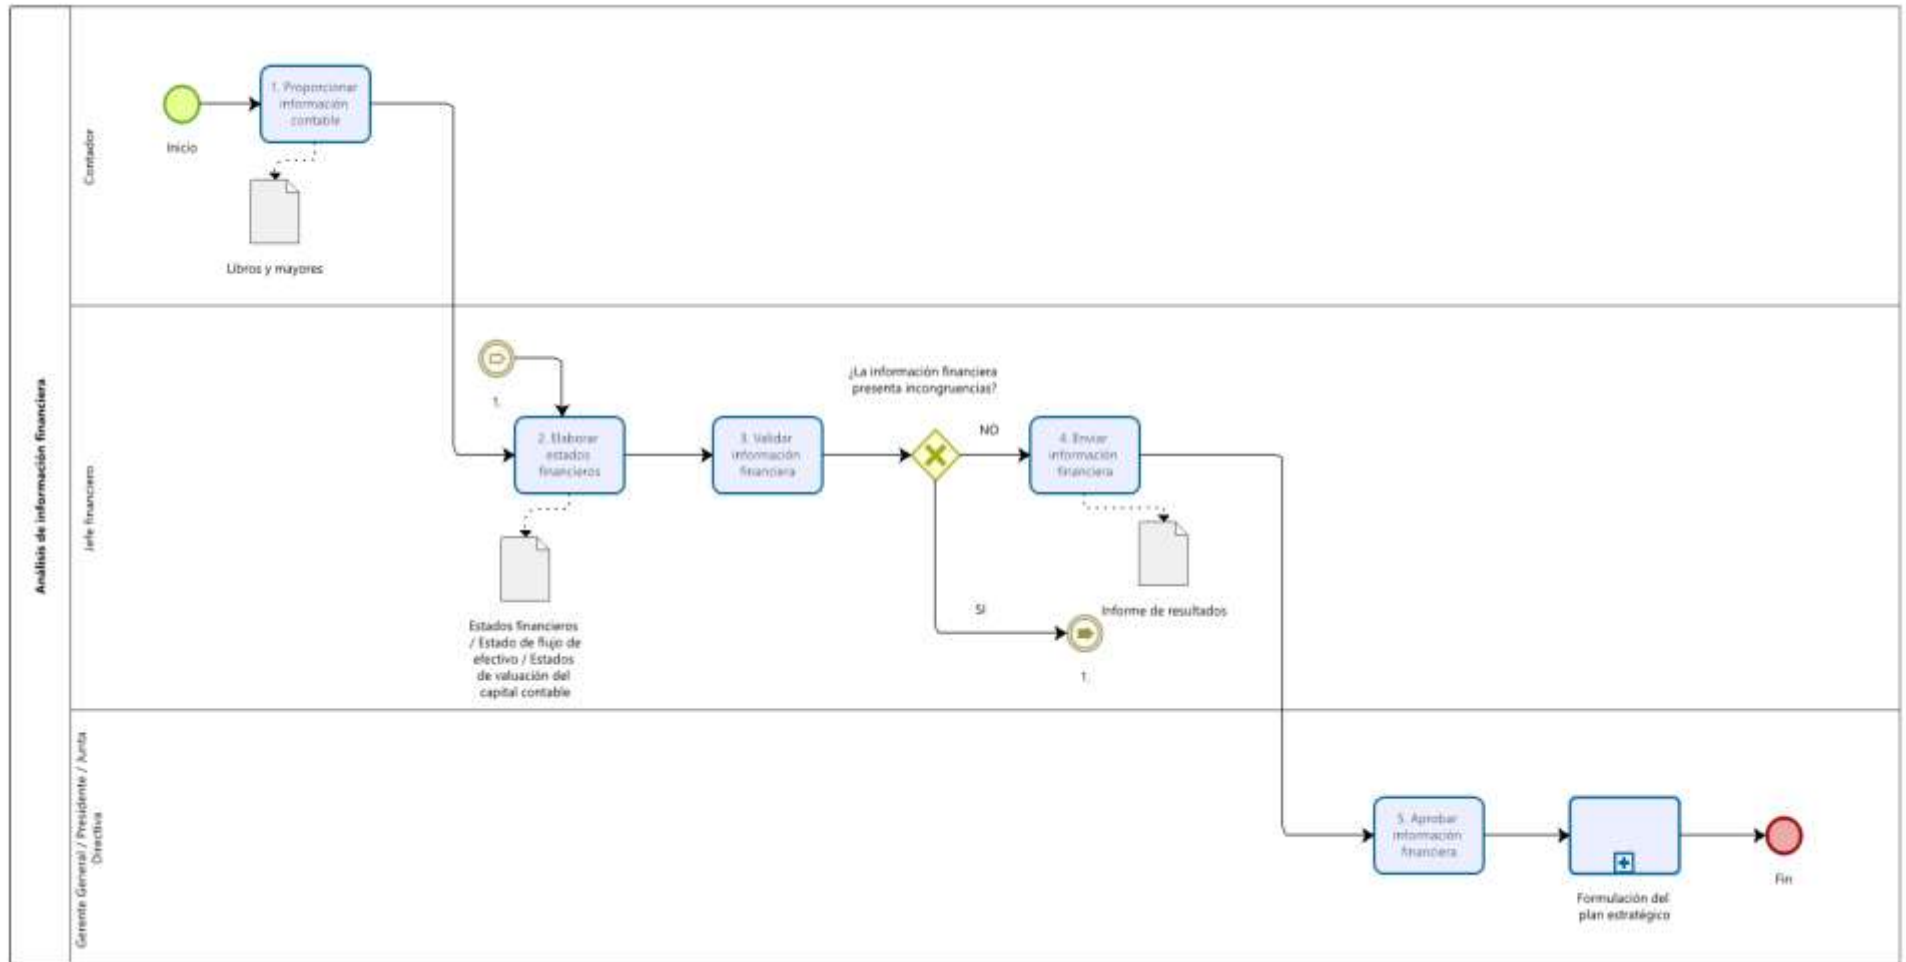 Análisis de información financiera
Contador
Inicio
1. Proporcionar
información
contable
Libros y mayores
Jefe financiero
1.
2. Elaborar
estados
financieros
Estados financieros
/ Estado de flujo de
efectivo / Estados
de valuación del
capital contable
3. Validar
información
financiera
¿La información financiera
presenta incongruencias?
NO
SI
4. Enviar
información
financiera
Informe de resultados
1.
Gerente General / Presidente / Junta
Directiva
5. Aprobar
información
financiera
Formulación del
plan estratégico
Fin